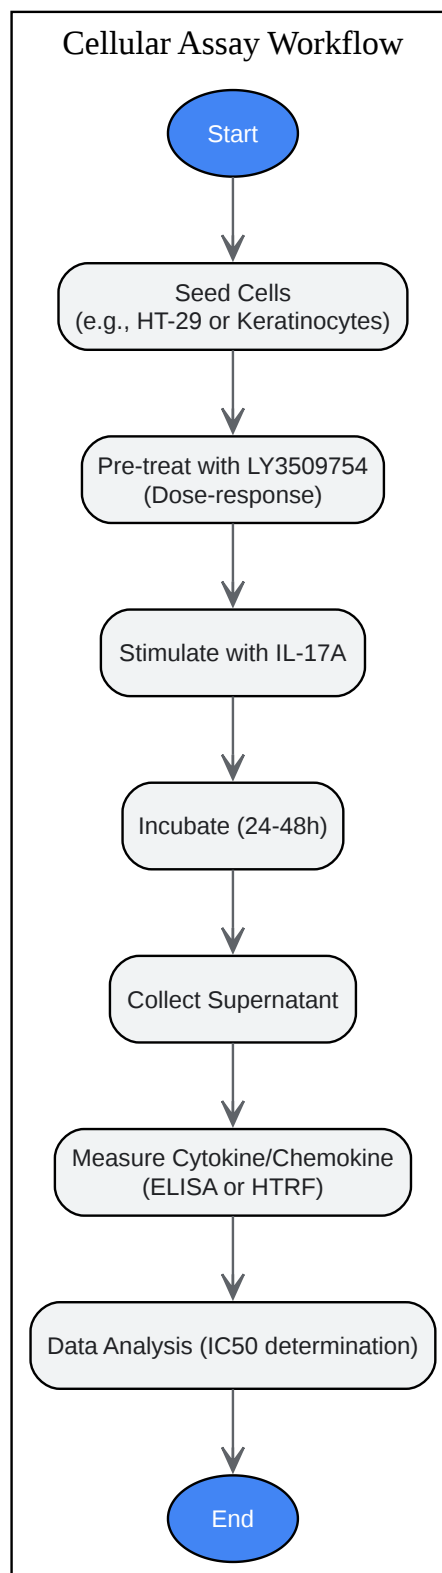 Cellular Assay Workflow
Start
Seed Cells
(e.g., HT-29 or Keratinocytes)
Pre-treat with LY3509754
(Dose-response)
Stimulate with IL-17A
Incubate (24-48h)
Collect Supernatant
Measure Cytokine/Chemokine
(ELISA or HTRF)
Data Analysis (IC50 determination)
End